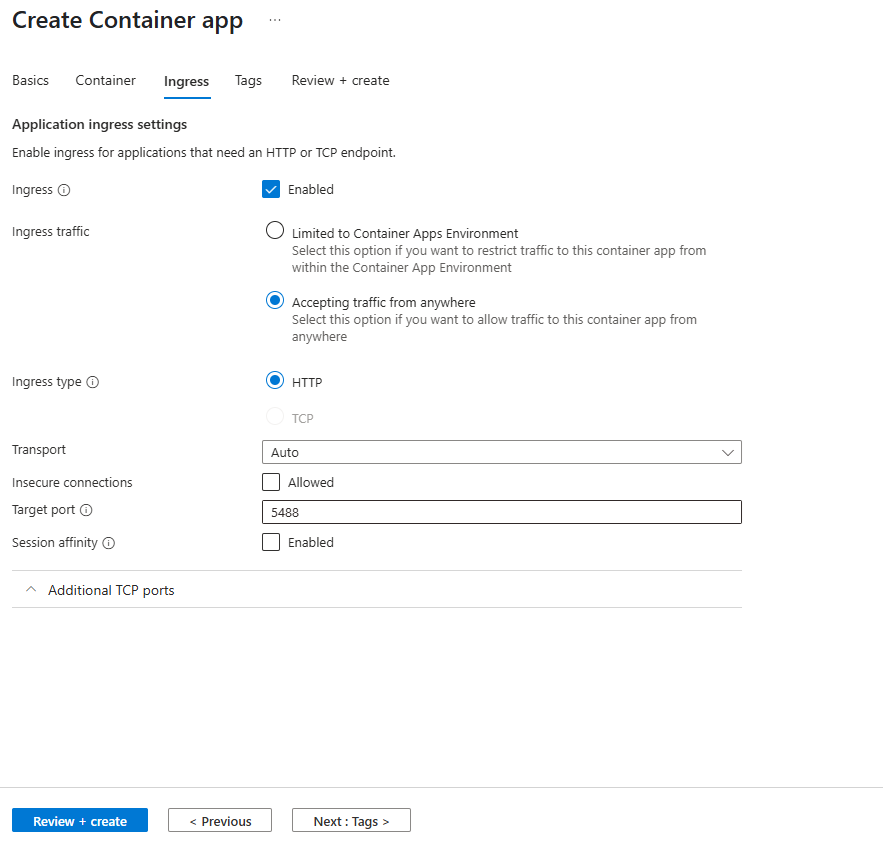 Create Container app ...
Basics Container Ingress Tags Review + create
Application ingress settings
Enable ingress for applications that need an HTTP or TCP endpoint.
Ingress Enabled
Ingress traffic Limited to Container Apps Environment
Select this option if you want to restrict traffic to this container app from
within the Container App Environment
Accepting traffic from anywhere
Select this option if you want to allow traffic to this container app from
anywhere
Ingress type HTTP
TCP
Transport Auto
Insecure connections Allowed
Target port 5488
Session affinity Enabled
Additional TCP ports
Review + create < Previous Next : Tags >